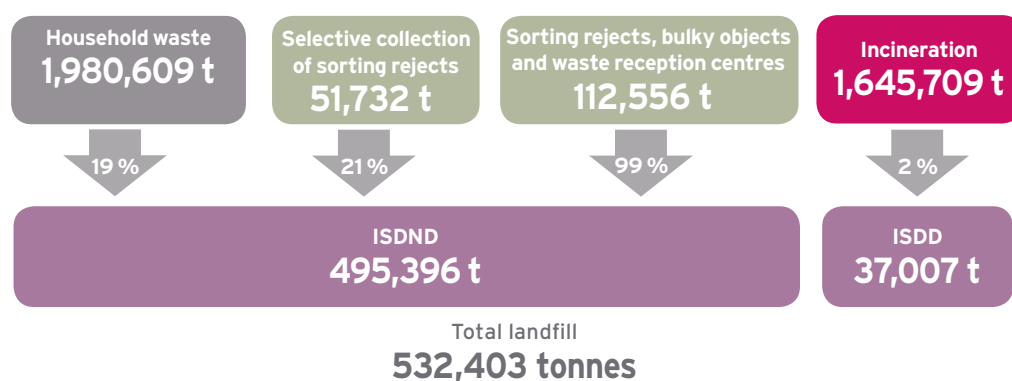 Household waste
1,980,609 t
Selective collection
of sorting rejects
51,732 t
Sorting rejects, bulky objects
and waste reception centres
112,556 t
Incineration
1,645,709 t
19 %
21 %
99 %
2 %
ISDND
495,396 t
ISDD
37,007 t
Total landfill
532,403 tonnes